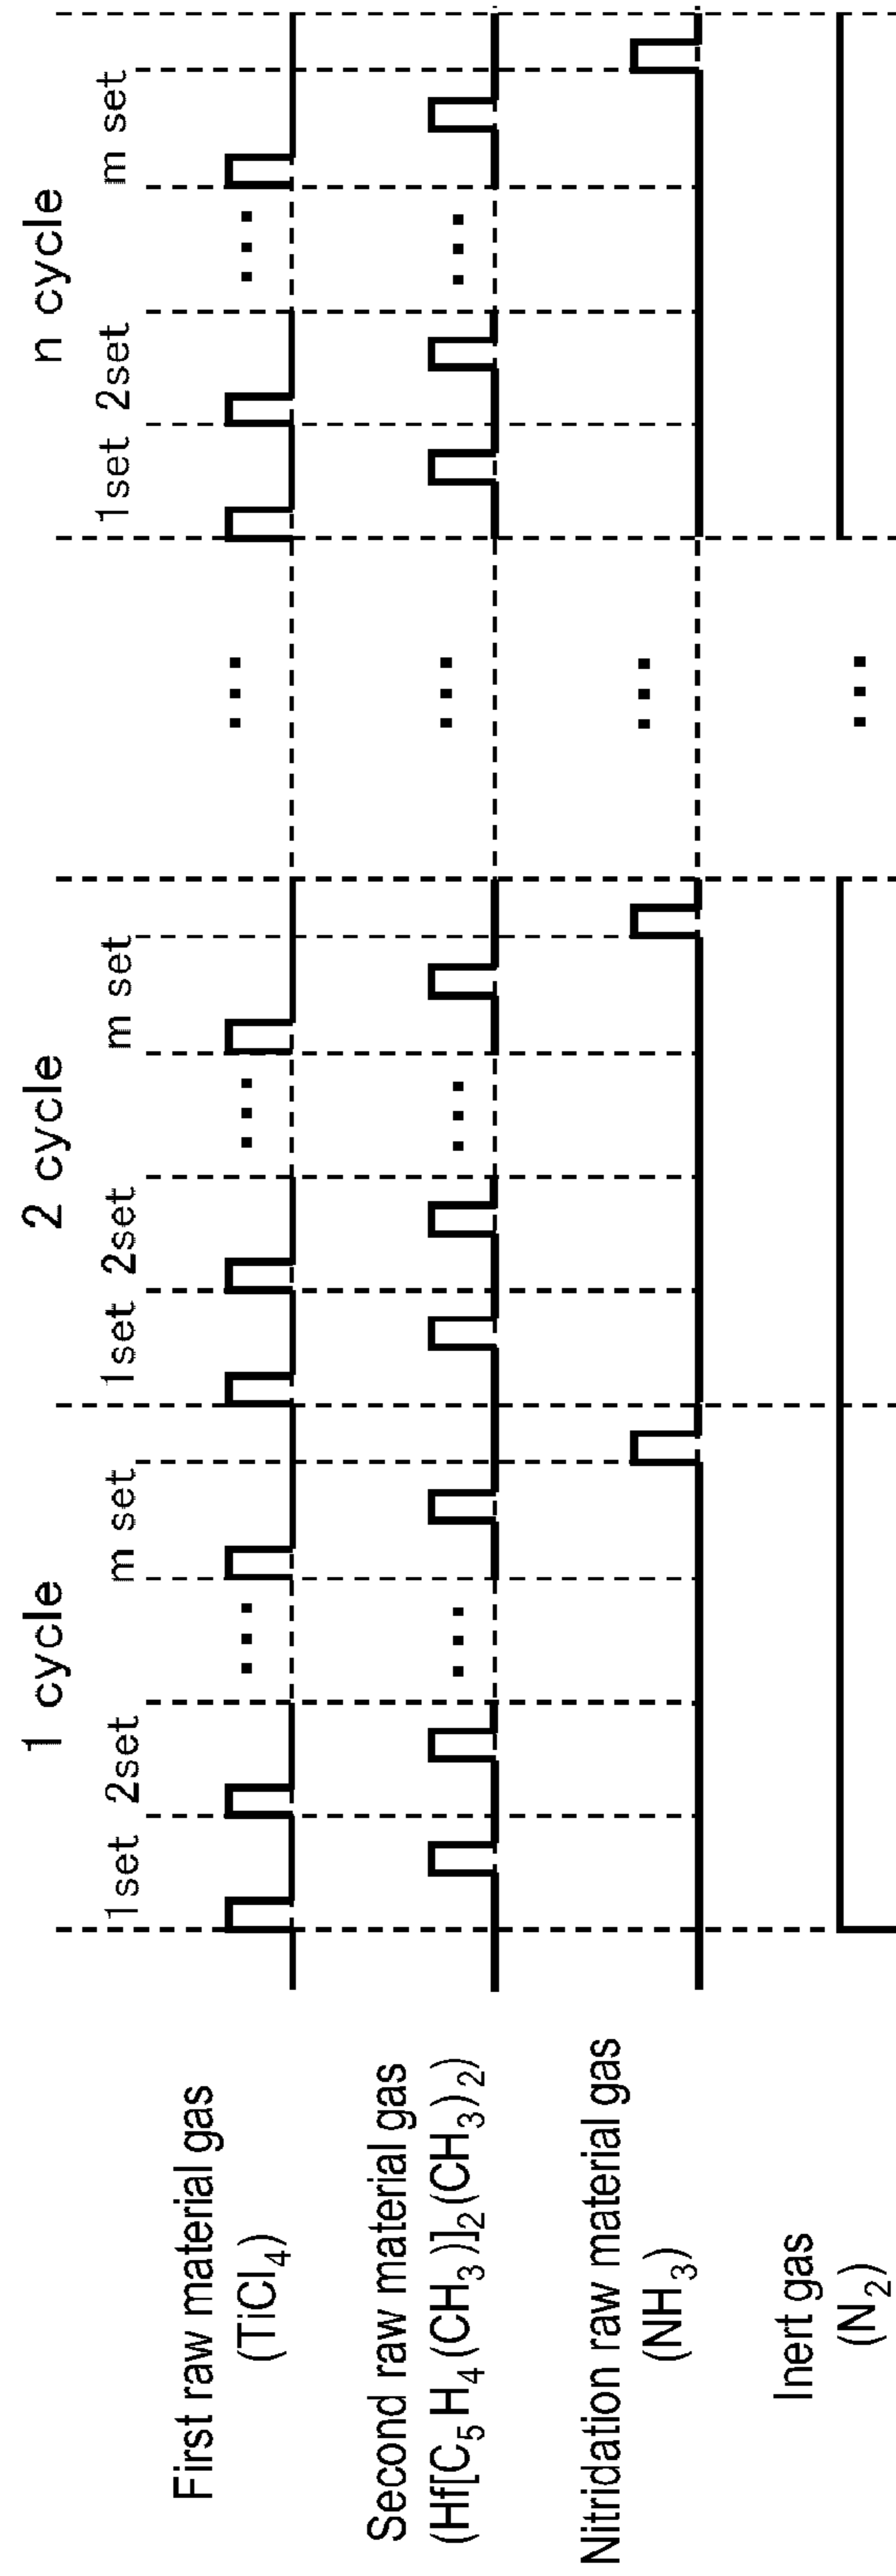 1 cycle
2 cycle
n cycle
1set 2set m set
1set 2set m set
1set 2set m set
First raw material gas
(TiCl₄)
Second raw material gas
(Hf[C₅H₄(CH₃)]₂(CH₃)₂)
Nitridation raw material gas
(NH₃)
Inert gas
(N₂)